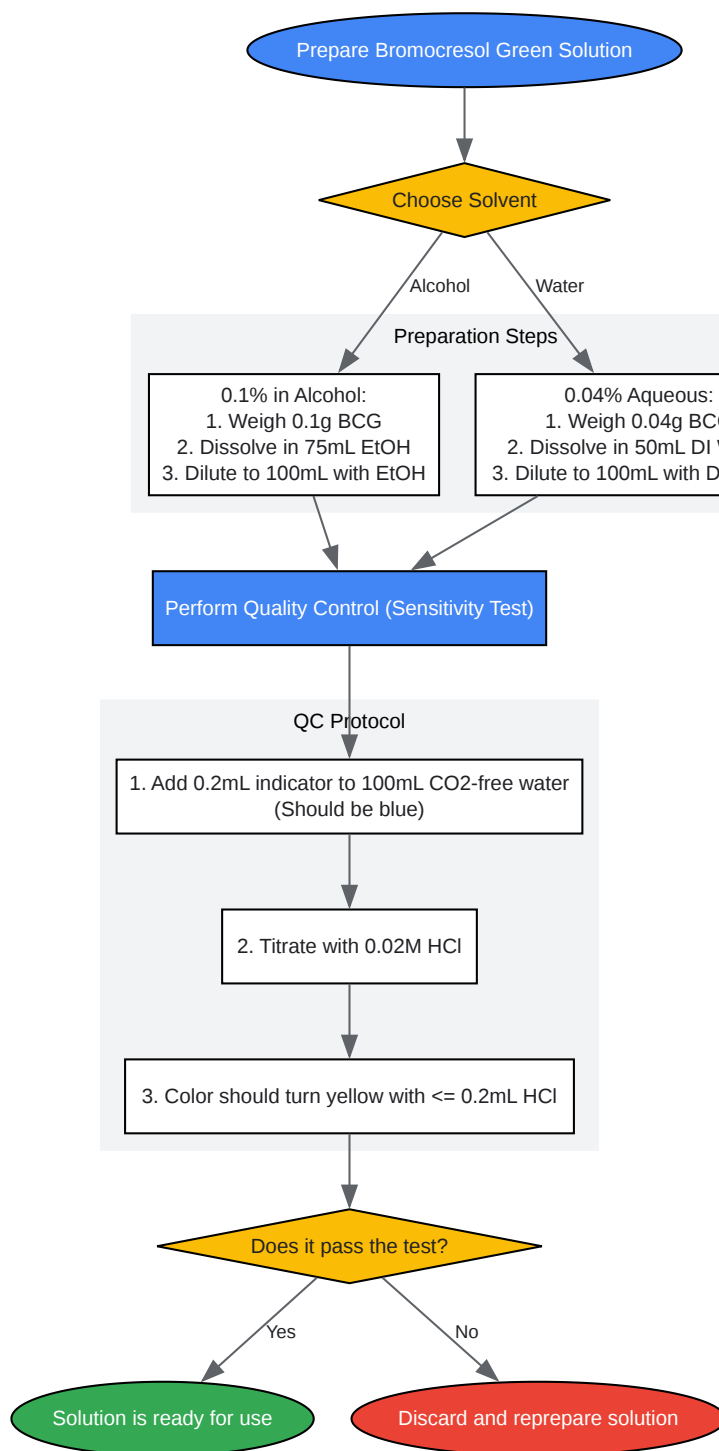 Prepare Bromocresol Green Solution
Choose Solvent
Alcohol
Water
Preparation Steps
0.1% in Alcohol:
1. Weigh 0.1g BCG
2. Dissolve in 75mL EtOH
3. Dilute to 100mL with EtOH
0.04% Aqueous:
1. Weigh 0.04g
2. Dissolve in 50mL DI
3. Dilute to 100mL with
Perform Quality Control (Sensitivity Test)
QC Protocol
1. Add 0.2mL indicator to 100mL CO2-free water
(Should be blue)
2. Titrate with 0.02M HCl
3. Color should turn yellow with <= 0.2mL HCl
Does it pass the test?
Yes
No
Solution is ready for use
Discard and reprepare solution